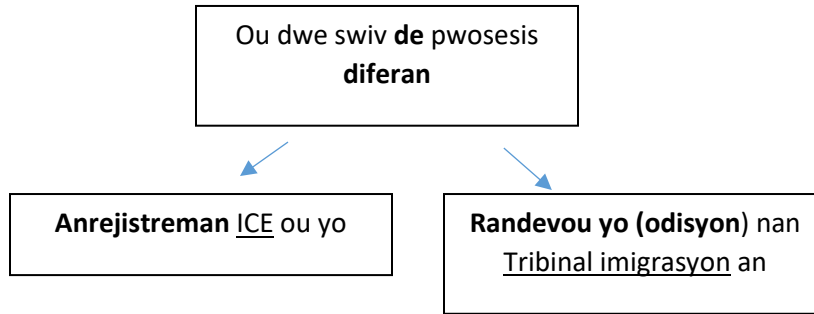 Ou dwe swiv de pwosesis
diferan
Anrejistreman ICE ou yo
Randevou yo (odisyon) nan
Tribinal imigrasyon an